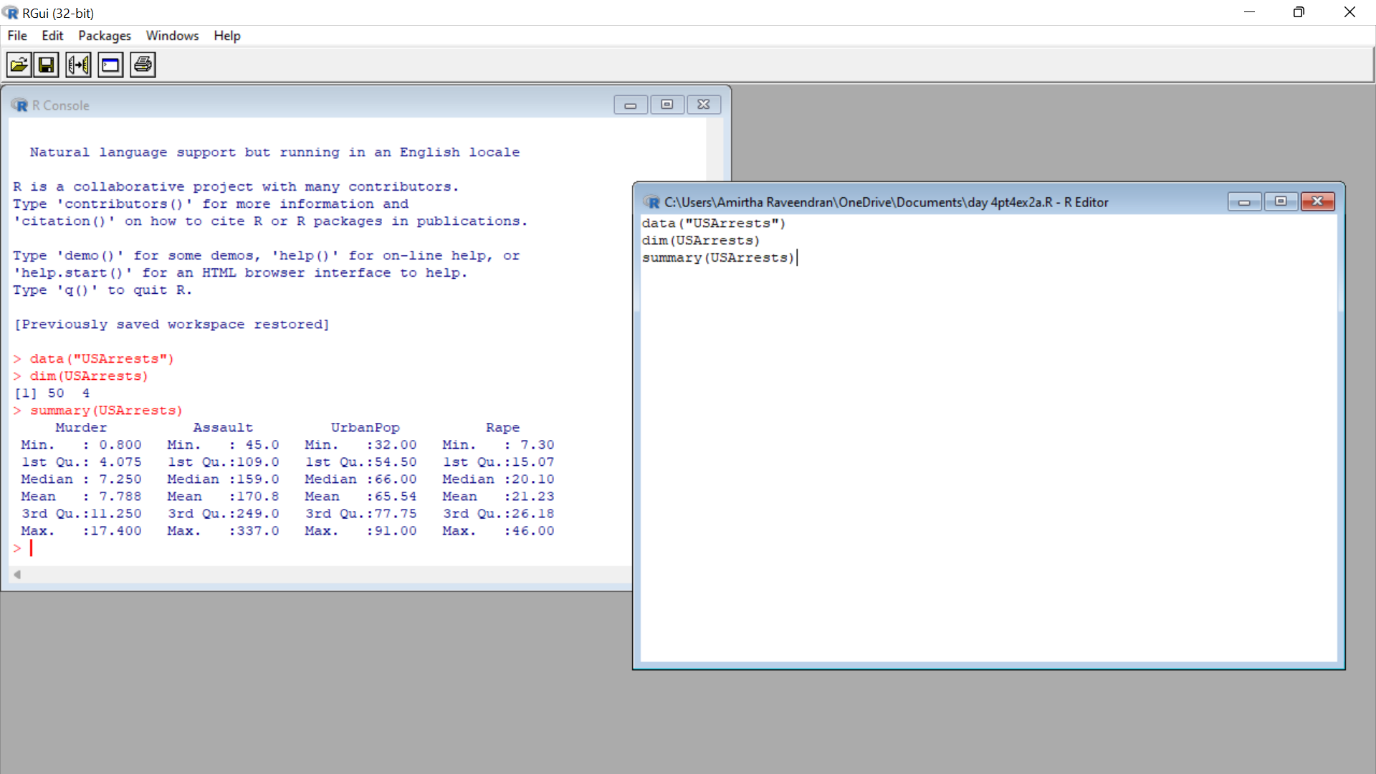 RGui (32-bit)
File Edit Packages Windows Help
R Console
Natural language support but running in an English locale
R is a collaborative project with many contributors.
Type 'contributors()' for more information and
'citation()' on how to cite R or R packages in publications.
Type 'demo()' for some demos, 'help()' for on-line help, or
'help.start()' for an HTML browser interface to help.
Type 'q()' to quit R.
[Previously saved workspace restored]
> data("USArrests")
> dim(USArrests)
[1] 50  4
> summary(USArrests)
Murder Assault UrbanPop Rape
Min.   : 0.800   Min.   : 45.0   Min.   :32.00   Min.   : 7.30
1st Qu.: 4.075   1st Qu.:109.0   1st Qu.:54.50   1st Qu.:15.07
Median : 7.250   Median :159.0   Median :66.00   Median :20.10
Mean   : 7.788   Mean   :170.8   Mean   :65.54   Mean   :21.23
3rd Qu.:11.250   3rd Qu.:249.0   3rd Qu.:77.75   3rd Qu.:26.18
Max.   :17.400   Max.   :337.0   Max.   :91.00   Max.   :46.00
>
C:\Users\Amirtha Raveendran\OneDrive\Documents\day 4pt4ex2a.R - R Editor
data("USArrests")
dim(USArrests)
summary(USArrests)